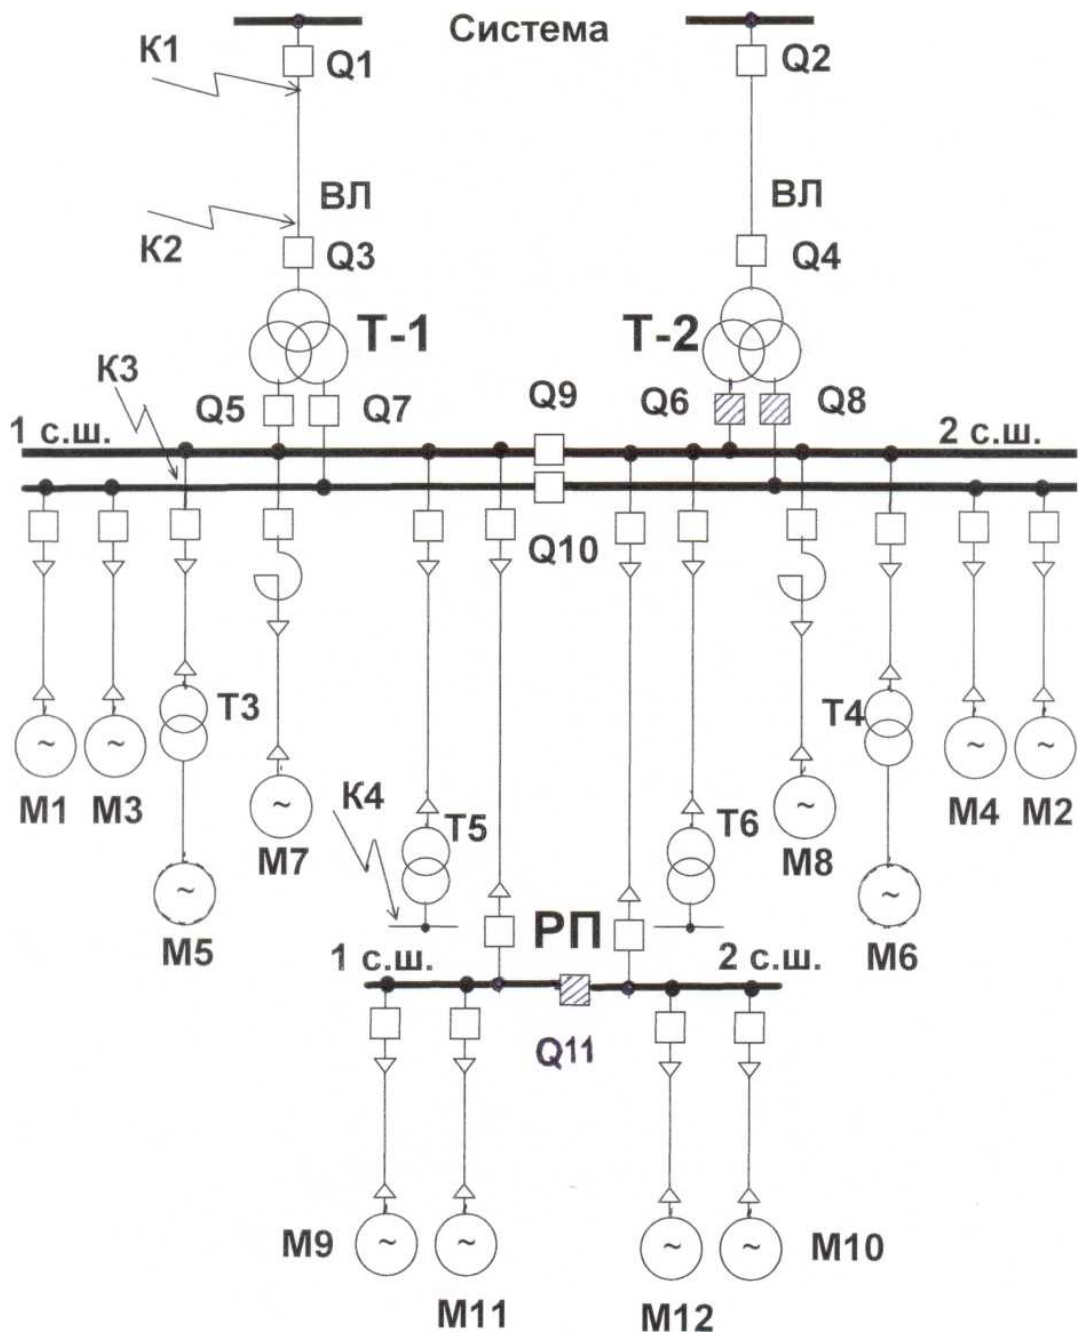 Система
К1
Q1
Q2
ВЛ
ВЛ
К2
Q3
Q4
Т-1
Т-2
К3
Q5
Q7
Q9
Q6
Q8
1 с.ш.
2 с.ш.
Q10
Т3
Т4
М1
М3
К4
Т5
Т6
М4
М2
М7
М8
М5
РП
М6
1 с.ш.
2 с.ш.
Q11
~
~
~
~
~
~
~
~
~
~
~
~
М9
М10
М11
М12